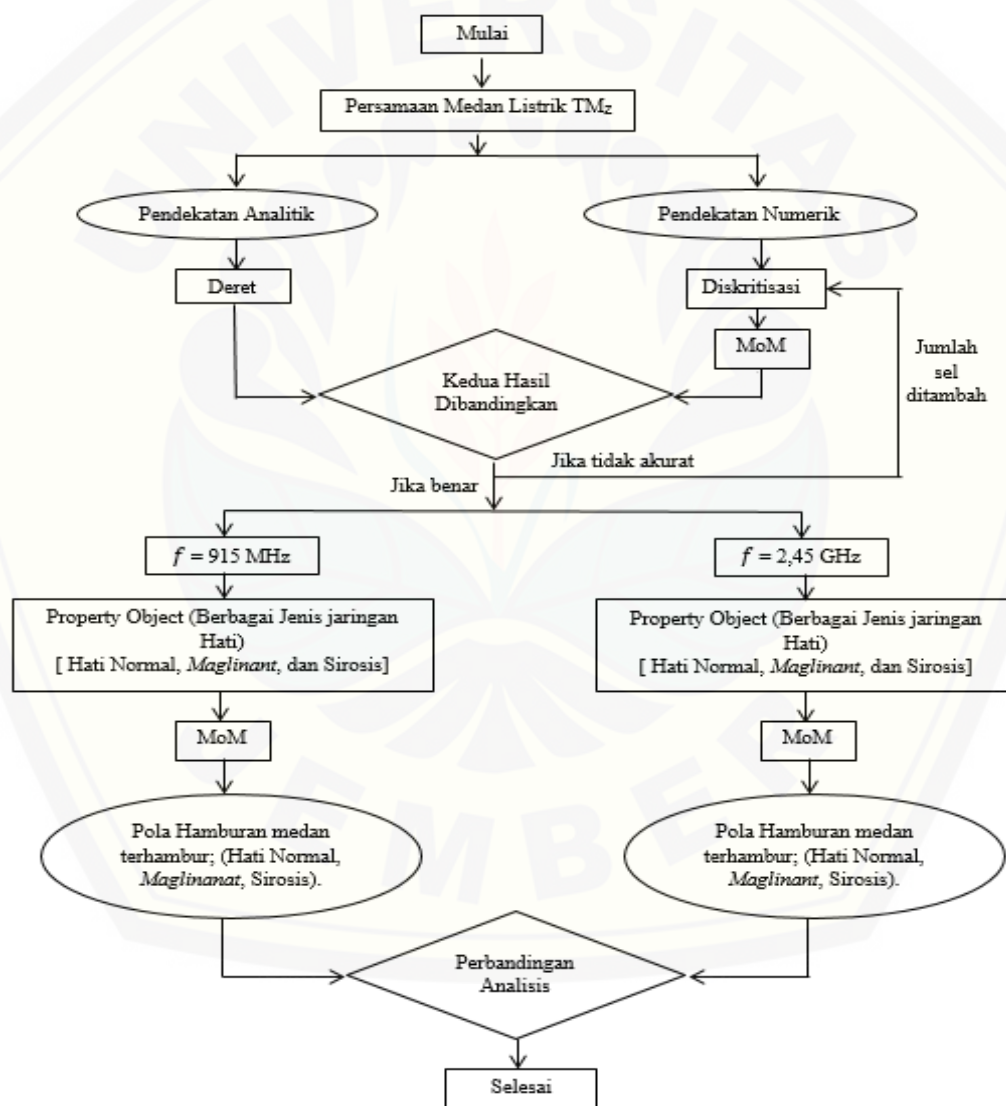 Mulai
Persamaan Medan Listrik TMz
Pendekatan Analitik
Pendekatan Numerik
Deret
Diskritisasi
MoM
Jumlah
sel
ditambah
Kedua Hasil
Dibandingkan
Jika tidak akurat
Jika benar
f = 915 MHz
f = 2,45 GHz
Property Object (Berbagai Jenis jaringan
Hati)
[ Hati Normal, Maglinant, dan Sirosis]
Property Object (Berbagai Jenis jaringan
Hati)
[ Hati Normal, Maglinant, dan Sirosis]
MoM
MoM
Pola Hamburan medan
terhambur; (Hati Normal,
Maglinanat, Sirosis).
Pola Hamburan medan
terhambur; (Hati Normal,
Maglinant, Sirosis).
Perbandingan
Analisis
Selesai
UNIVERSITAS
JEMBER